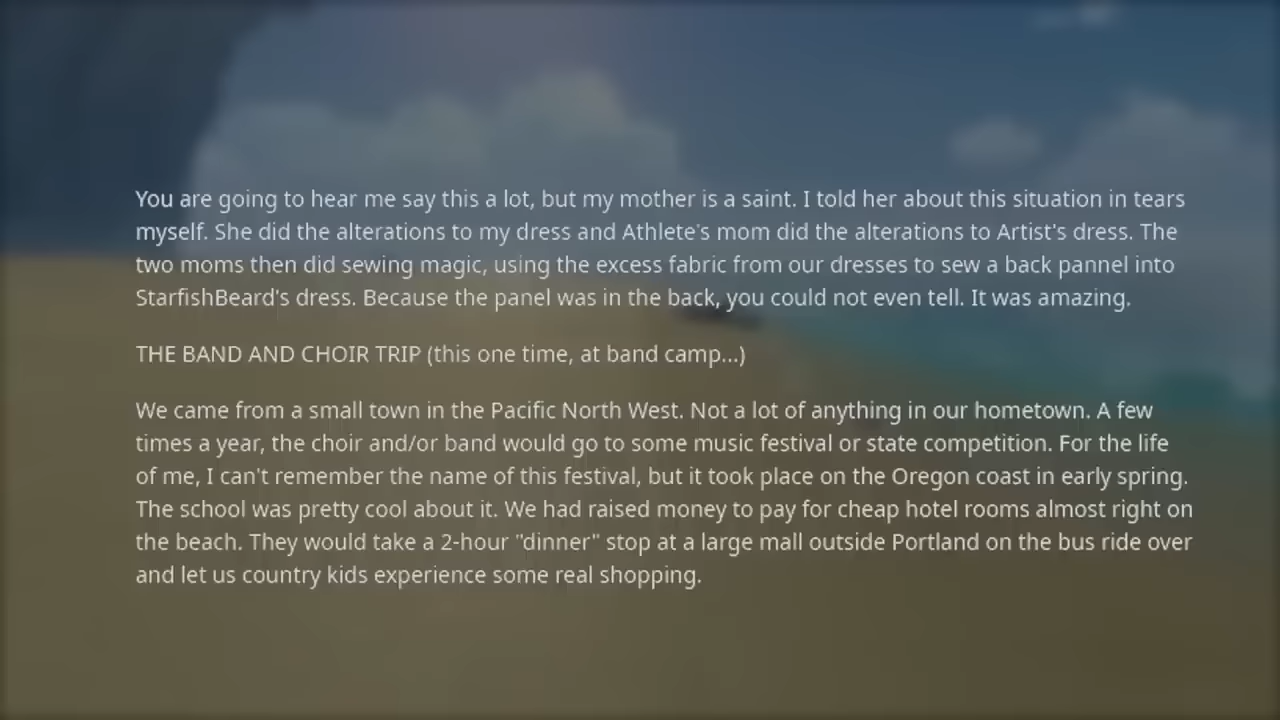 You are going to hear me say this a lot, but my mother is a saint. I told her about this situation in tears
myself. She did the alterations to my dress and Athlete's mom did the alterations to Artist's dress. The
two moms then did sewing magic, using the excess fabric from our dresses to sew a back pannel into
StarfishBeard's dress. Because the panel was in the back, you could not even tell. It was amazing.
THE BAND AND CHOIR TRIP (this one time, at band camp...)
We came from a small town in the Pacific North West. Not a lot of anything in our hometown. A few
times a year, the choir and/or band would go to some music festival or state competition. For the life
of me, I can't remember the name of this festival, but it took place on the Oregon coast in early spring.
The school was pretty cool about it. We had raised money to pay for cheap hotel rooms almost right on
the beach. They would take a 2-hour "dinner" stop at a large mall outside Portland on the bus ride over
and let us country kids experience some real shopping.